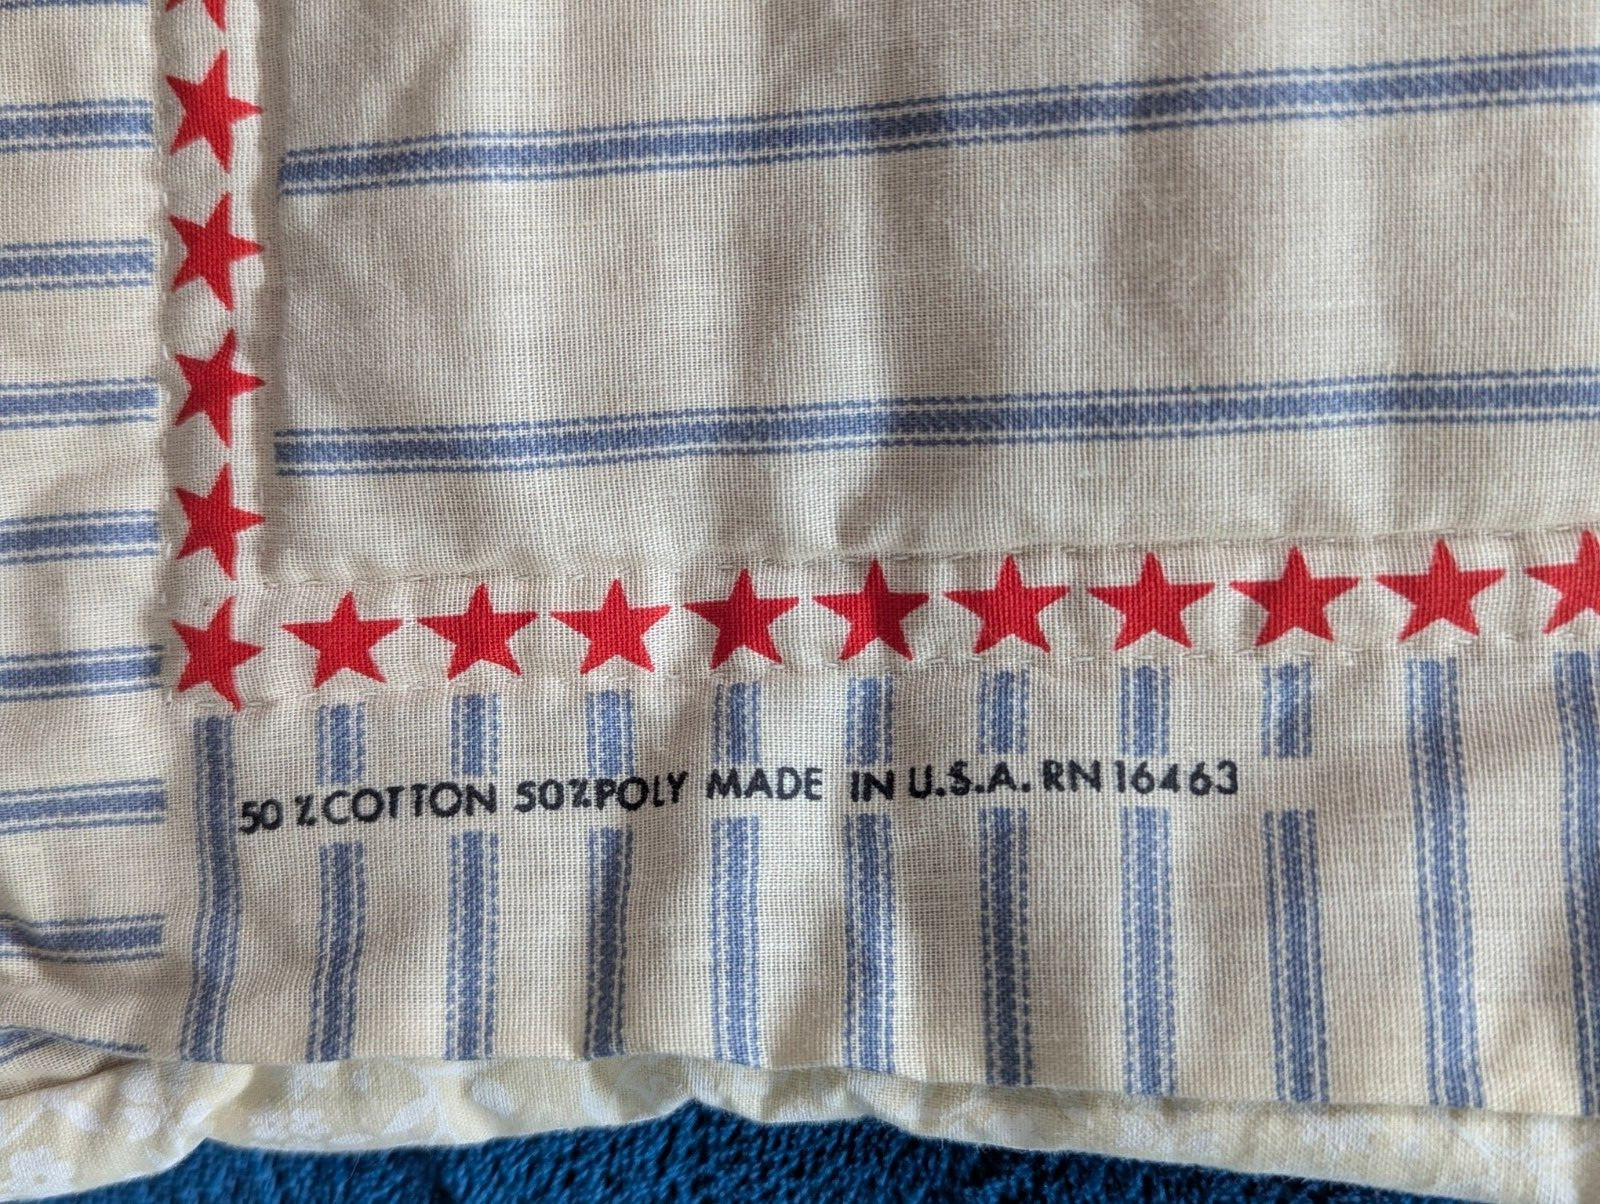 50% COTTON 50% POLY MADE IN U.S.A. RN 16463